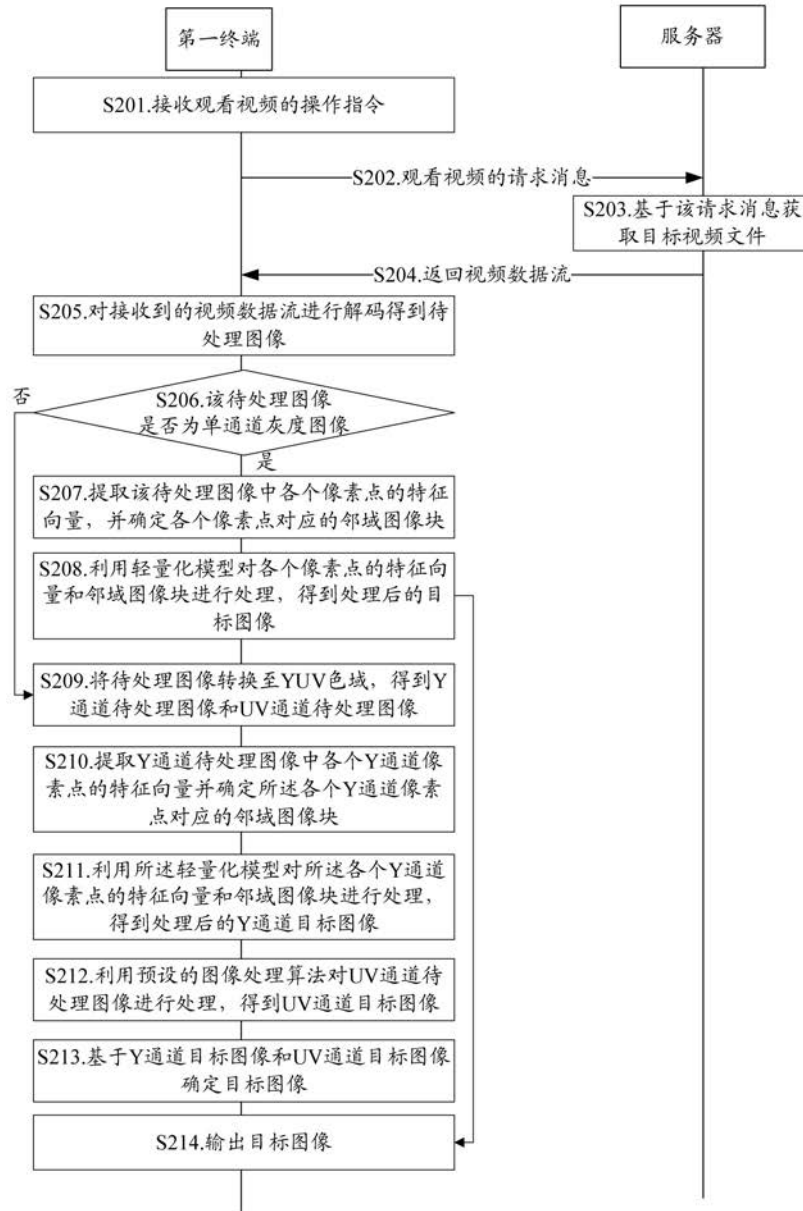 第一终端
服务器
S201.接收观看视频的操作指令
S202.观看视频的请求消息
S203.基于该请求消息获
取目标视频文件
S204.返回视频数据流
S205.对接收到的视频数据流进行解码得到待
处理图像
否
S206.该待处理图像
是否为单通道灰度图像
是
S207.提取该待处理图像中各个像素点的特征
向量，并确定各个像素点对应的邻域图像块
S208.利用轻量化模型对各个像素点的特征向
量和邻域图像块进行处理，得到处理后的目
标图像
S209.将待处理图像转换至YUV色域，得到Y
通道待处理图像和UV通道待处理图像
S210.提取Y通道待处理图像中各个Y通道像
素点的特征向量并确定所述各个Y通道像素
点对应的邻域图像块
S211.利用所述轻量化模型对所述各个Y通道
像素点的特征向量和邻域图像块进行处理，
得到处理后的Y通道目标图像
S212.利用预设的图像处理算法对UV通道待
处理图像进行处理，得到UV通道目标图像
S213.基于Y通道目标图像和UV通道目标图像
确定目标图像
S214.输出目标图像